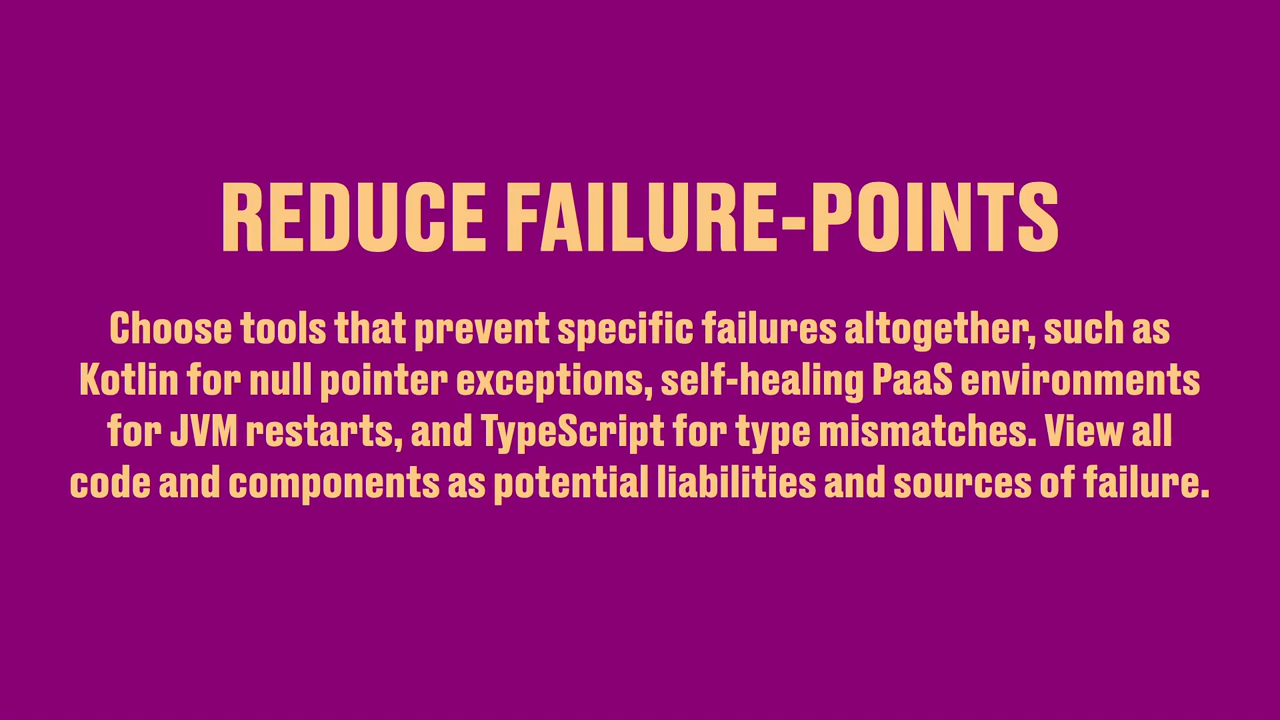 REDUCE FAILURE-POINTS
Choose tools that prevent specific failures altogether, such as
Kotlin for null pointer exceptions, self-healing PaaS environments
for JVM restarts, and TypeScript for type mismatches. View all
code and components as potential liabilities and sources of failure.